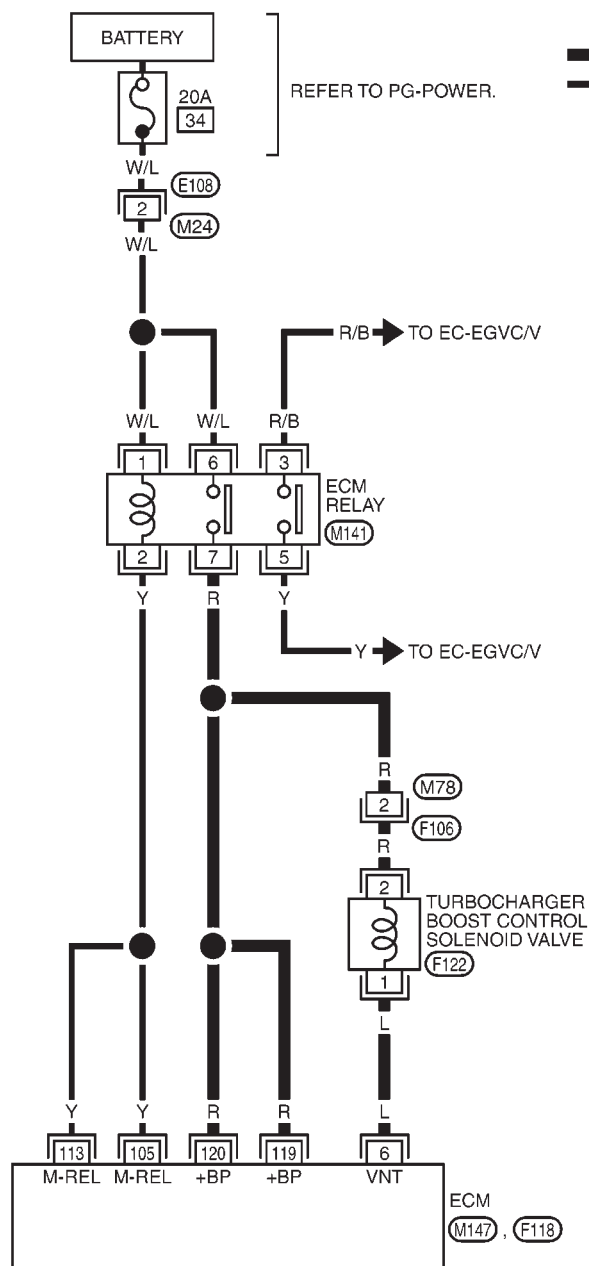 BATTERY
20A
34
REFER TO PG-POWER.
W/L
E108
2
M24
W/L
R/B TO EC-EGVC/V
W/L W/L R/B
1 6 3
ECM
RELAY
M141
2 7 5
Y R Y
Y TO EC-EGVC/V
R
M78
2
F106
R
2
TURBOCHARGER
BOOST CONTROL
SOLENOID VALVE
F122
1
L
Y Y R R L
113 105 120 119 6
M-REL M-REL +BP +BP VNT
ECM
M147 , F118